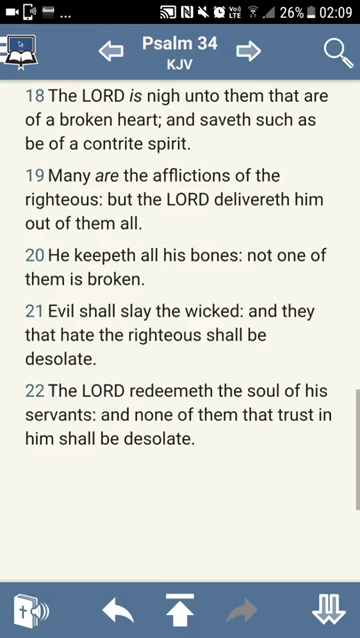 26% 02:09
Psalm 34
KJV
18 The LORD is nigh unto them that are
of a broken heart; and saveth such as
be of a contrite spirit.
19 Many are the afflictions of the
righteous: but the LORD delivereth him
out of them all.
20 He keepeth all his bones: not one of
them is broken.
21 Evil shall slay the wicked: and they
that hate the righteous shall be
desolate.
22 The LORD redeemeth the soul of his
servants: and none of them that trust in
him shall be desolate.